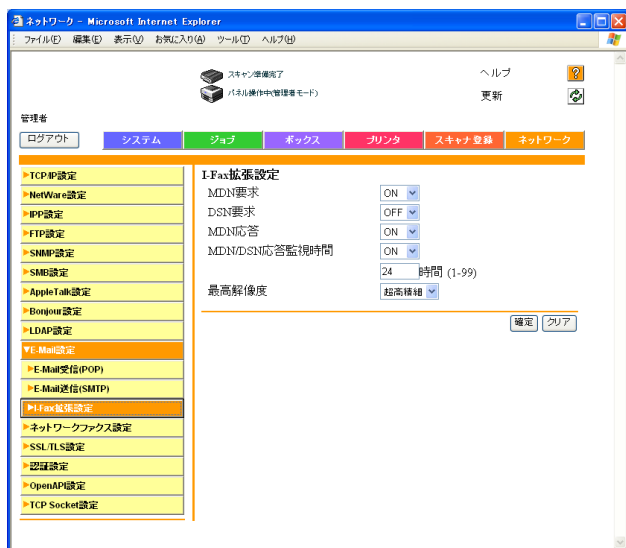 ネットワーク - Microsoft Internet Explorer
ファイル(F) 編集(E) 表示(V) お気に入り(A) ツール(T) ヘルプ(H)
スキャン準備完了
ヘルプ
パネル操作中(管理者モード)
更新
管理者
ログアウト
システム ジョブ ボックス プリンタ スキャナ登録 ネットワーク
TCP/IP設定
NetWare設定
IPP設定
FTP設定
SNMP設定
SMB設定
AppleTalk設定
Bonjour設定
LDAP設定
E-Mail設定
E-Mail受信(POP)
E-Mail送信(SMTP)
I-Fax拡張設定
ネットワークファクス設定
SSL/TLS設定
認証設定
OpenAPI設定
TCP Socket設定
I-Fax拡張設定
MDN要求 ON
DSN要求 OFF
MDN応答 ON
MDN/DSN応答監視時間 ON
24 時間 (1-99)
最高解像度 超高精細
確定 クリア